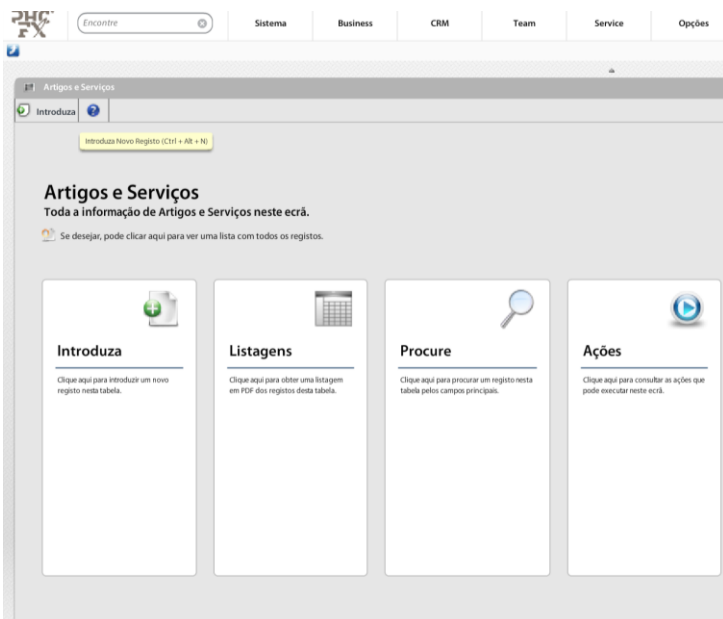 PHC FX
Encontre
Sistema
Business
CRM
Team
Service
Opções
Artigos e Serviços
Introduza
Introduza Novo Registo (Ctrl + Alt + N)
Artigos e Serviços
Toda a informação de Artigos e Serviços neste ecrã.
Se desejar, pode clicar aqui para ver uma lista com todos os registos.
Introduza
Clique aqui para introduzir um novo
registo nesta tabela.
Listagens
Clique aqui para obter uma listagem
em PDF dos registos desta tabela.
Procure
Clique aqui para procurar um registo nesta
tabela pelos campos principais.
Ações
Clique aqui para consultar as ações que
pode executar neste ecrã.